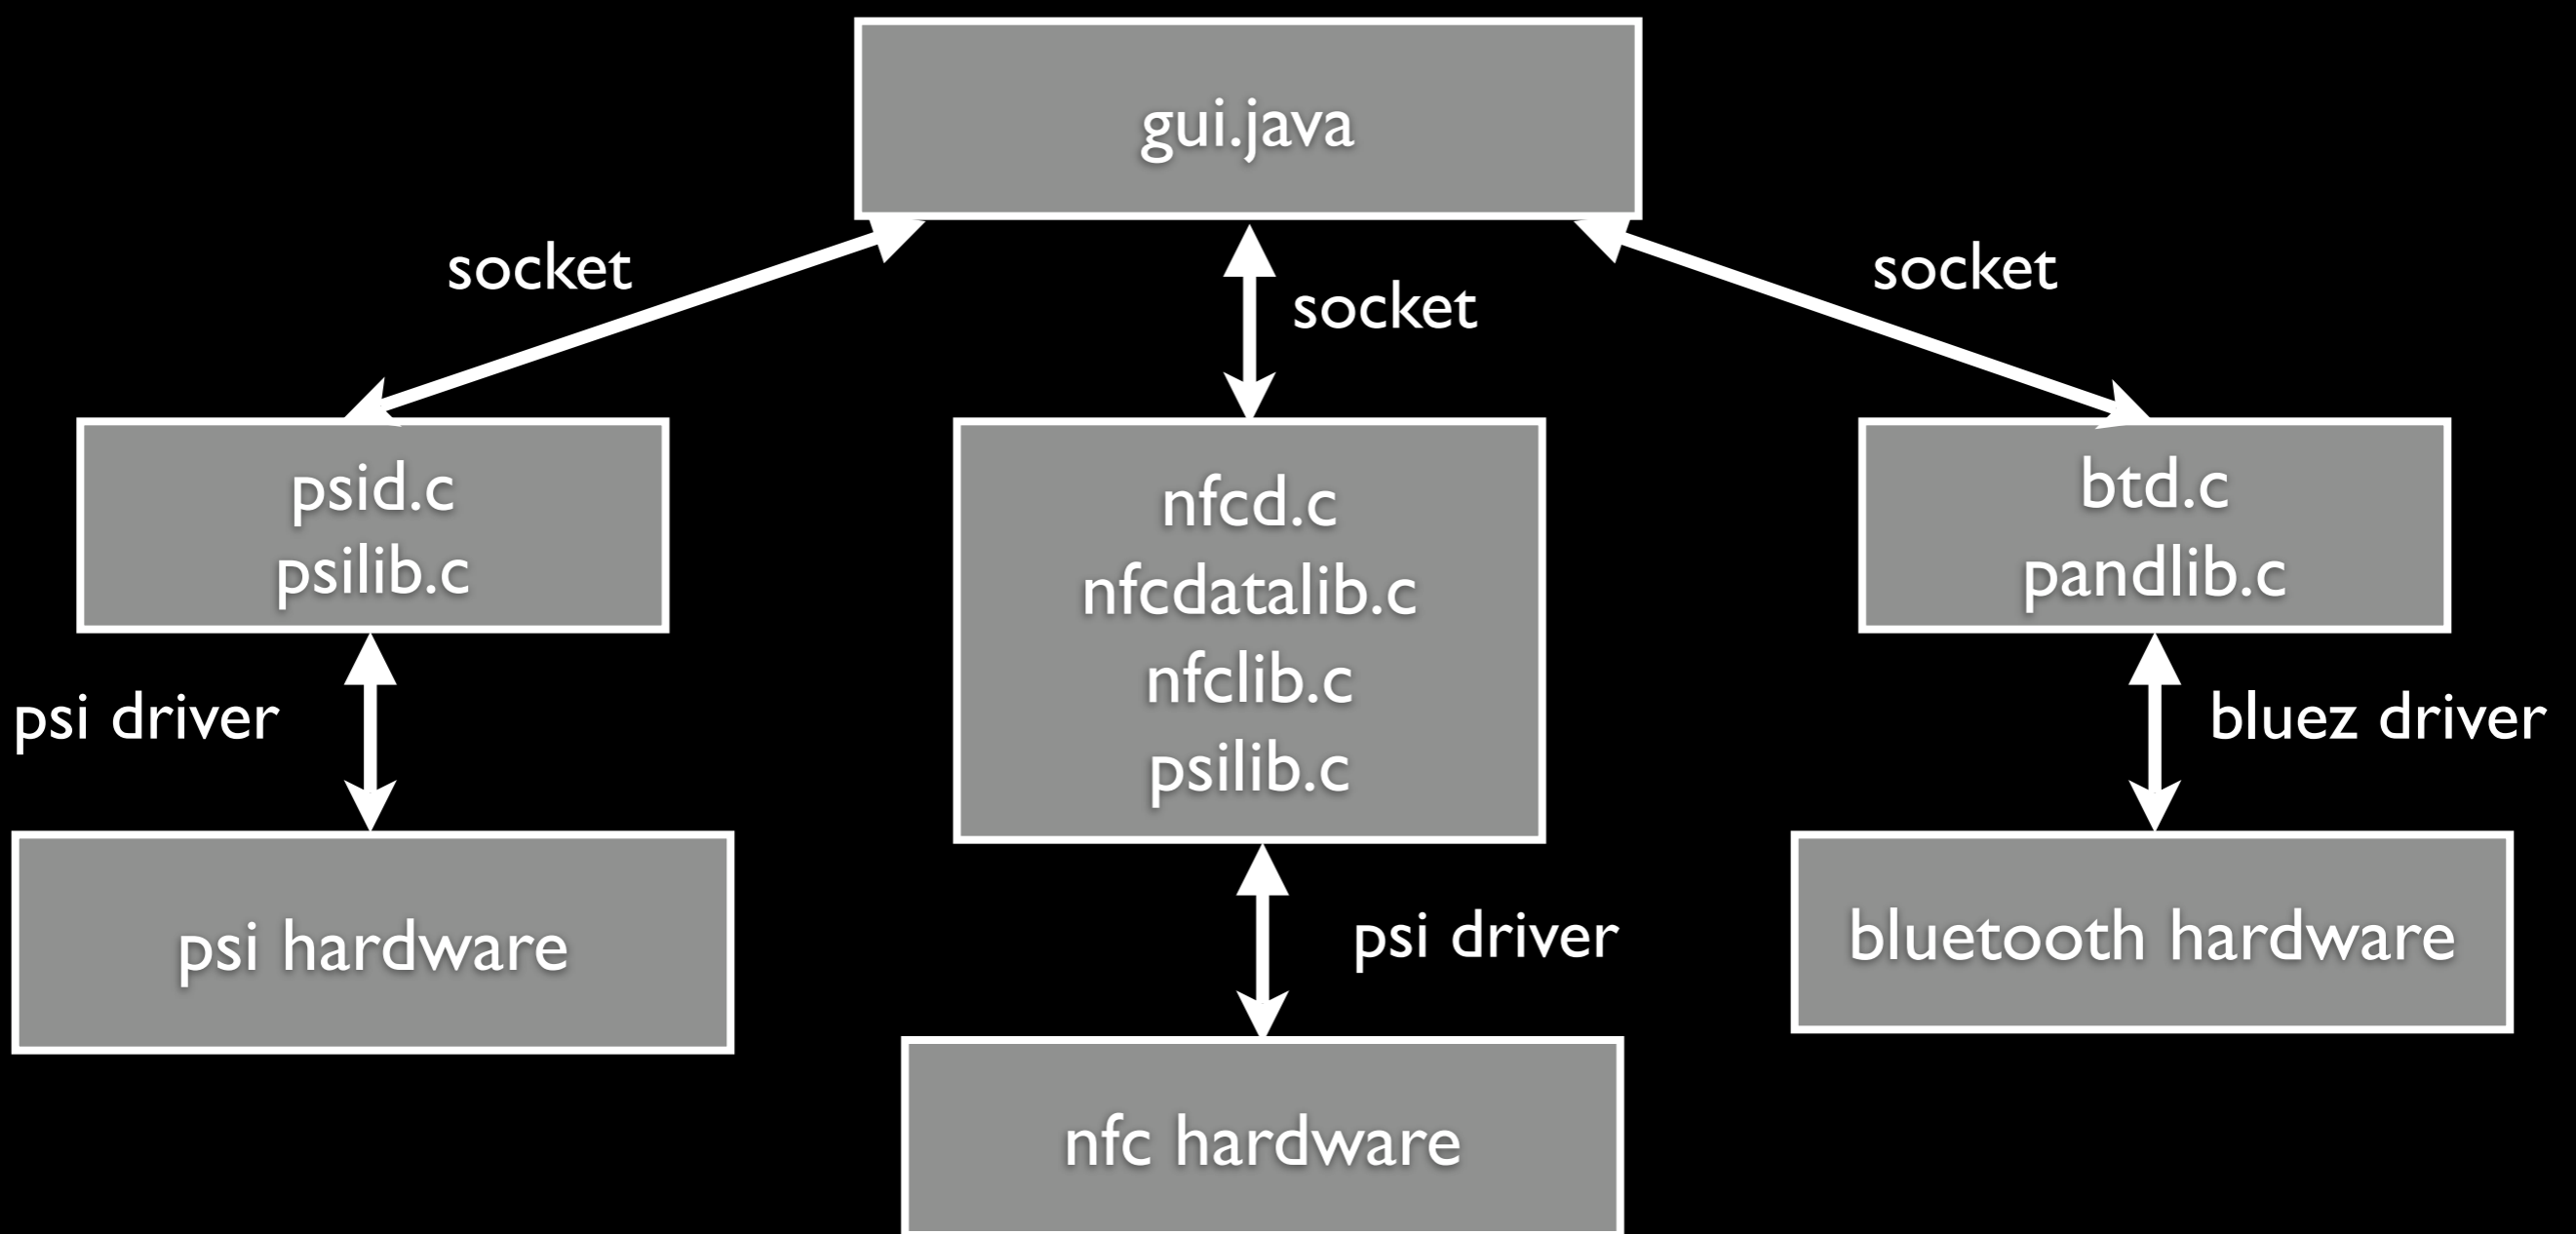 gui.java
socket
socket
socket
psid.c
psilib.c
nfcd.c
nfcdatalib.c
nfclib.c
psilib.c
btd.c
pandlib.c
psi driver
bluez driver
psi hardware
psi driver
bluetooth hardware
nfc hardware